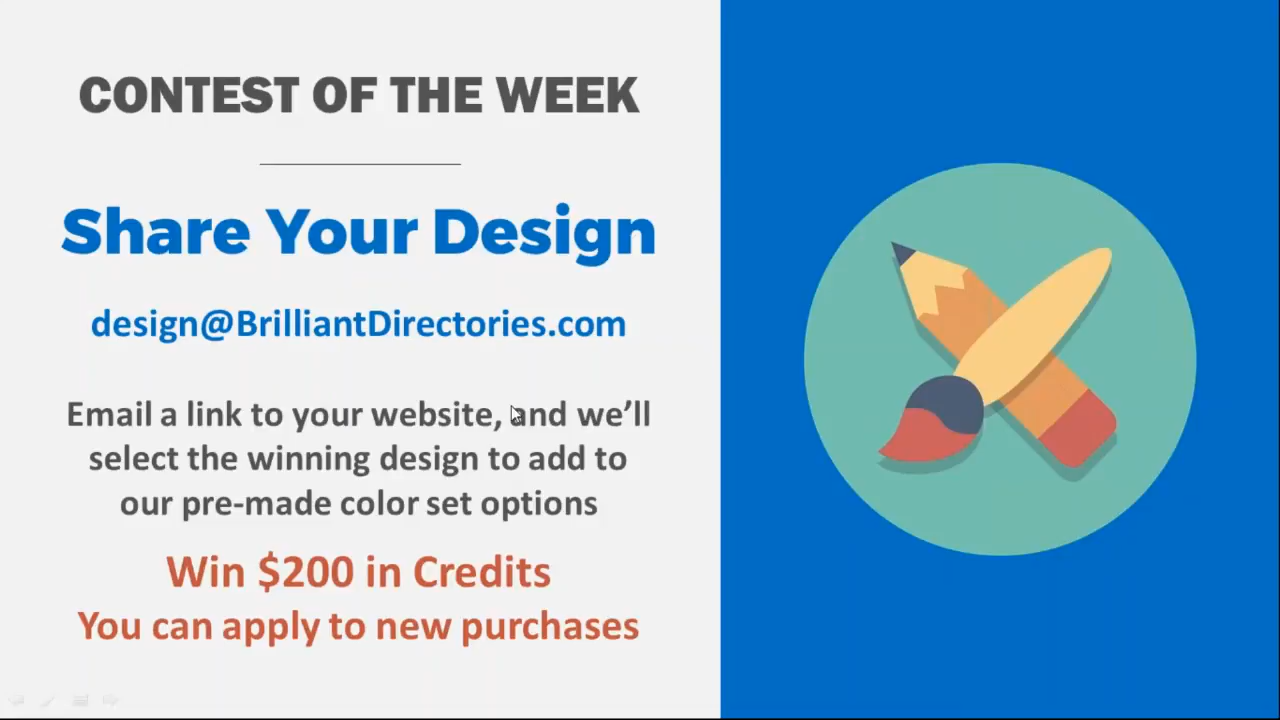 CONTEST OF THE WEEK
Share Your Design
design@BrilliantDirectories.com
Email a link to your website, and we’ll
select the winning design to add to
our pre-made color set options
Win $200 in Credits
You can apply to new purchases